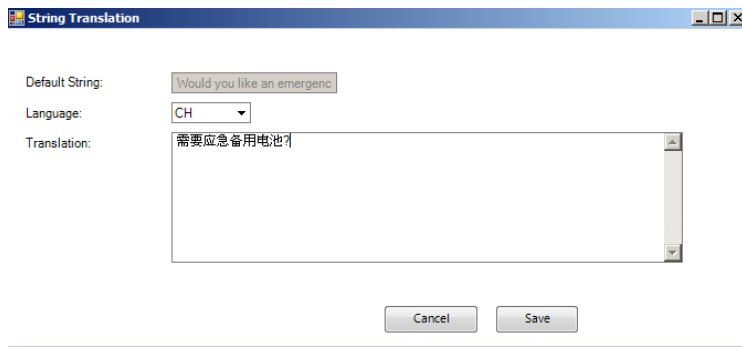 String Translation
Default String:
Would you like an emergenc
Language:
CH
Translation:
需要应急备用电池?
Cancel
Save